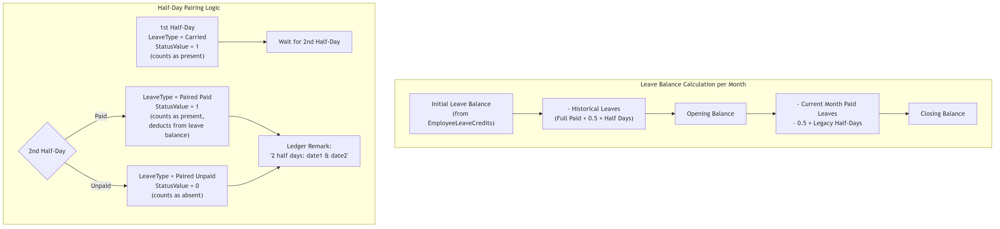 Half-Day Pairing Logic
1st Half-Day
LeaveType = Carried
StatusValue = 1
(counts as present)
Wait for 2nd Half-Day
2nd Half-Day
Paid
LeaveType = Paired Paid
StatusValue = 1
(counts as present,
deducts from leave
balance)
Unpaid
LeaveType = Paired Unpaid
StatusValue = 0
(counts as absent)
Ledger Remark:
'2 half days: date1 & date2'
Leave Balance Calculation per Month
Initial Leave Balance
(from
EmployeeLeaveCredits)
- Historical Leaves
(Full Paid + 0.5 × Half Days)
Opening Balance
- Current Month Paid
Leaves
- 0.5 × Legacy Half-Days
Closing Balance